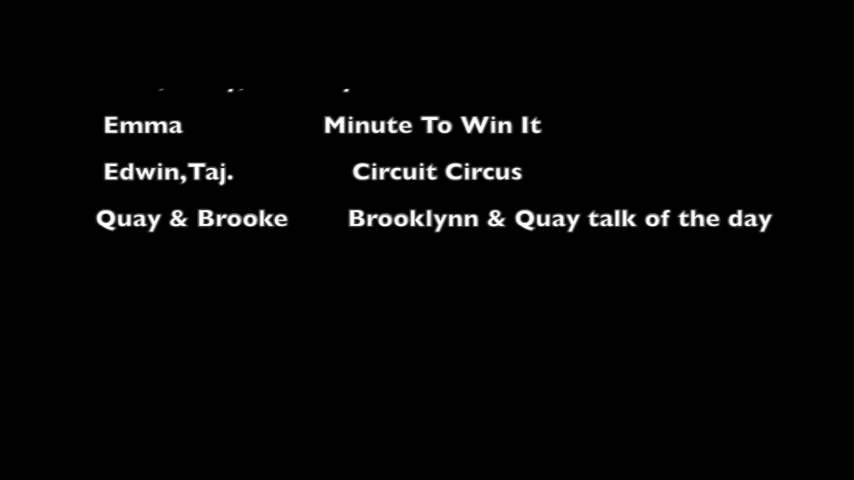 Emma Minute To Win It
Edwin,Taj. Circuit Circus
Quay & Brooke Brooklynn & Quay talk of the day